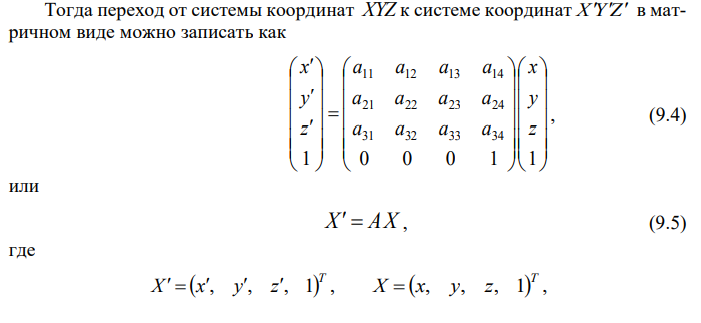 Тогда переход от системы координат XYZ к системе координат X′Y′Z′ в мат-
ричном виде можно записать как
(x′) (a₁₁ a₁₂ a₁₃ a₁₄)(x)
(y′) = (a₂₁ a₂₂ a₂₃ a₂₄)(y) , (9.4)
(z′) (a₃₁ a₃₂ a₃₃ a₃₄)(z)
(1) (0 0 0 1)(1)
или
X′ = AX , (9.5)
где
X′ = (x′, y′, z′, 1)ᵀ , X = (x, y, z, 1)ᵀ ,